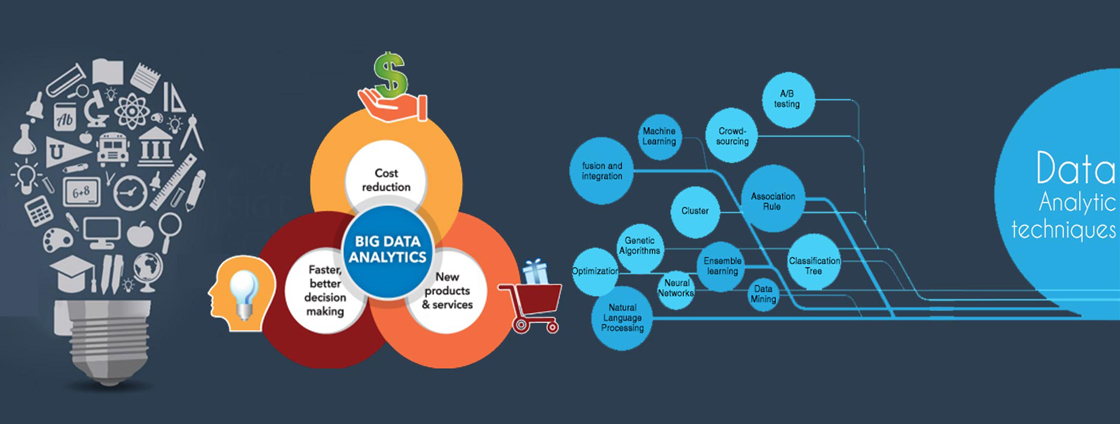 Ab
U
6+8
Cost
reduction
BIG DATA
ANALYTICS
Faster,
better
decision
making
New
products
& services
A/B
testing
Machine
Learning
Crowd-
sourcing
fusion and
integration
Association
Rule
Cluster
Genetic
Algorithms
Ensemble
learning
Classification
Tree
Optimization
Neural
Networks
Data
Mining
Natural
Language
Processing
Data
Analytic
techniques